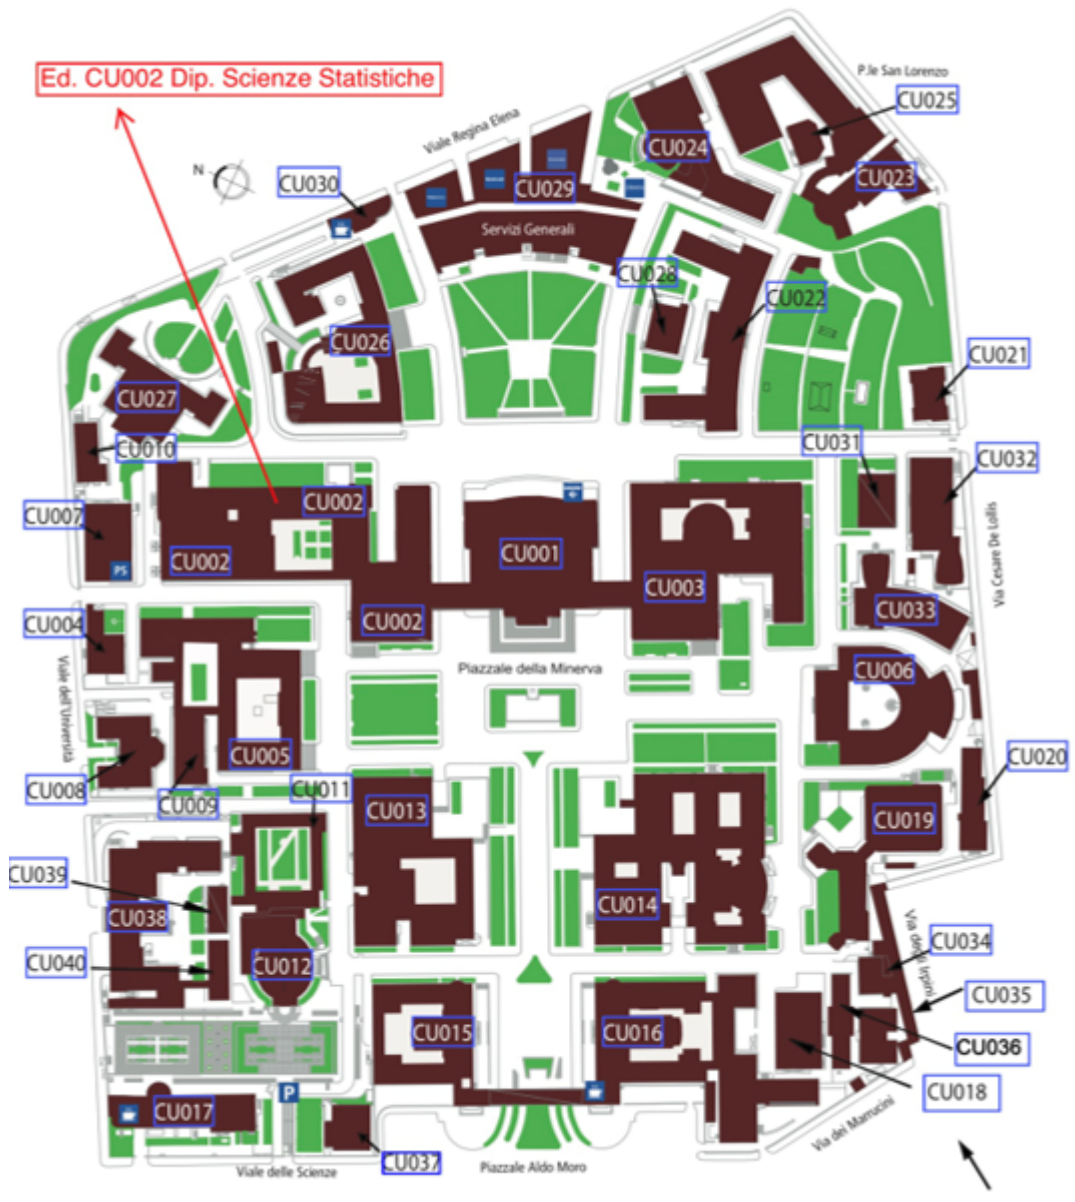 P.le San Lorenzo
Ed. CU002 Dip. Scienze Statistiche
CU025
Viale Regina Elena
CU024
N
CU030
CU029
CU023
Servizi Generali
CU028
CU022
CU026
CU021
CU027
CU031
CU010
CU032
CU002
CU007
CU001
CU002
PS
CU003
Via Cesare De Lollis
CU033
CU002
CU004
Piazzale della Minerva
CU006
Viale dell'Università
CU005
CU020
CU008
CU011
CU009
CU013
CU019
CU039
CU014
CU038
Via degli Irpini
CU034
CU040
CU012
CU035
CU015
CU016
CU036
P
CU018
CU017
Via dei Marrucini
CU037
Viale delle Scienze
Piazzale Aldo Moro